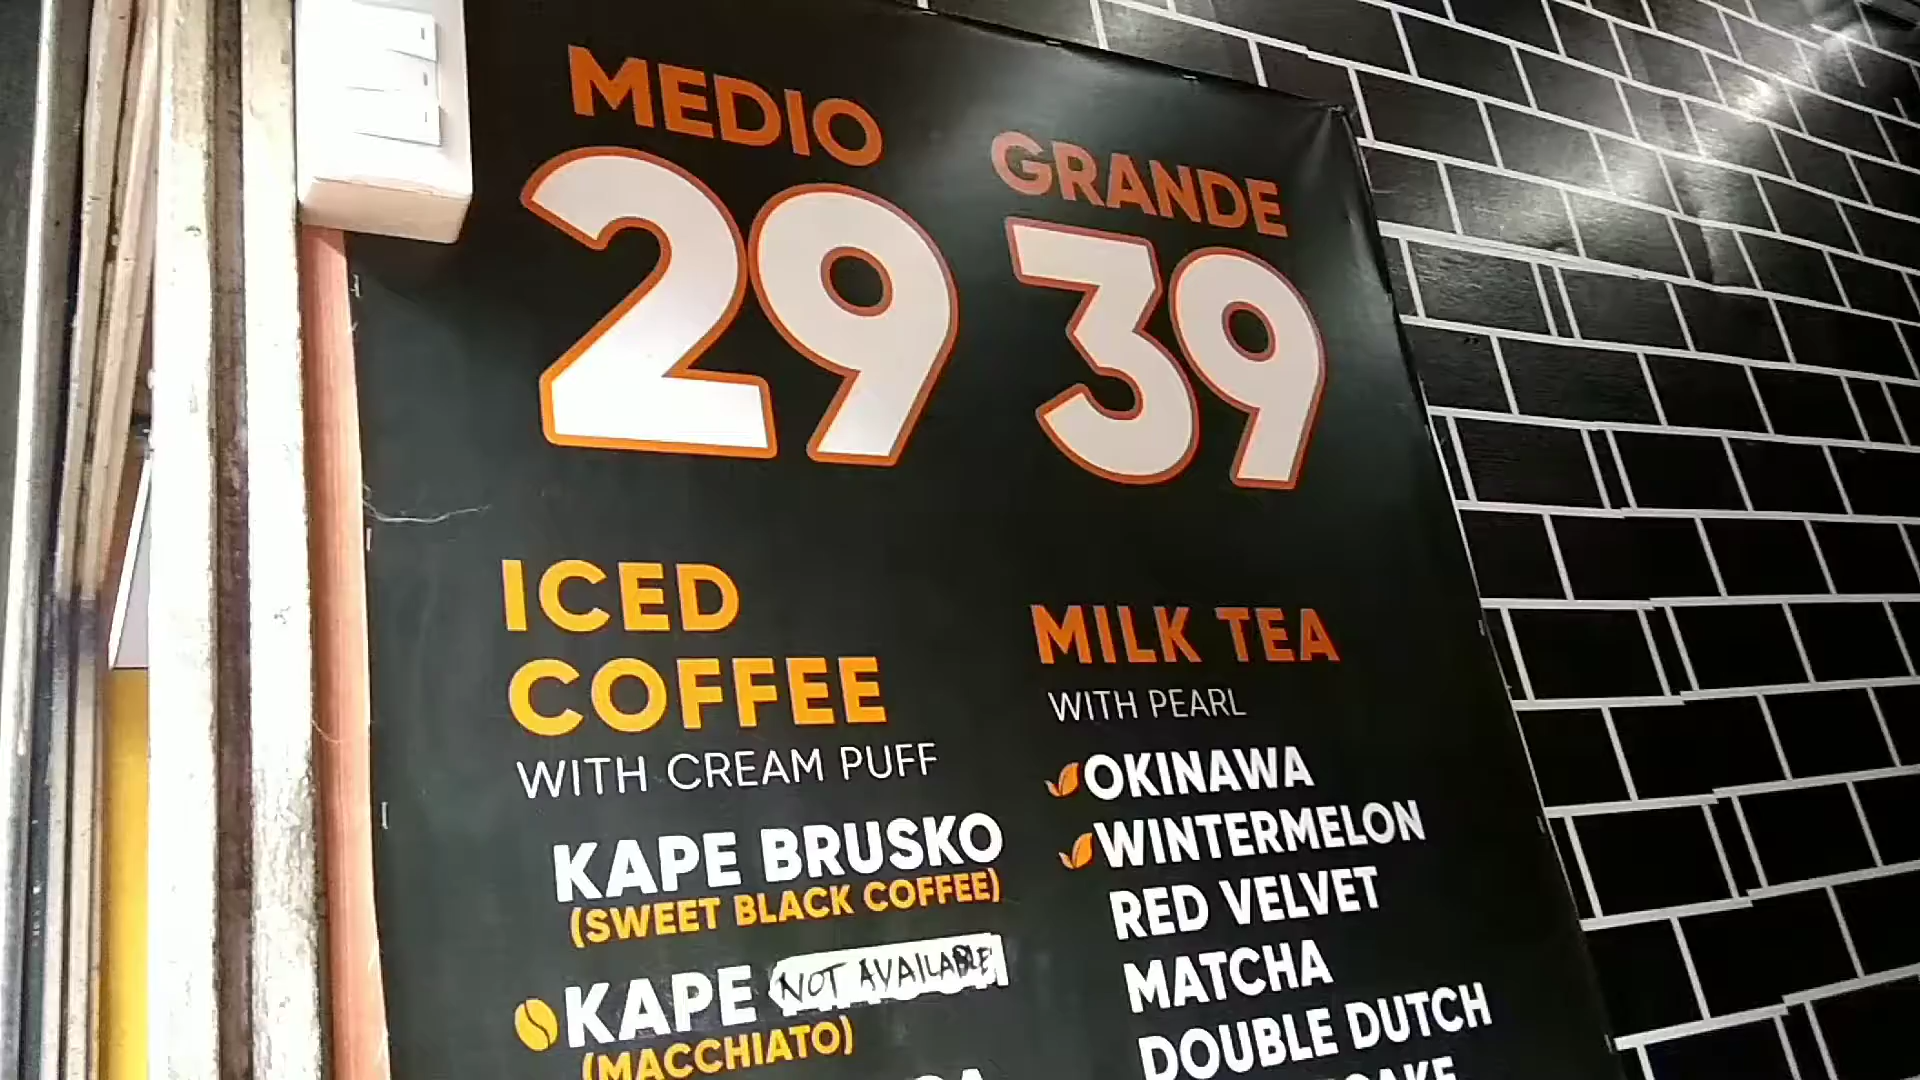 MEDIO
29
GRANDE
39
ICED
COFFEE
WITH CREAM PUFF
KAPE BRUSKO
(SWEET BLACK COFFEE)
KAPE NOT AVAILABLE
(MACCHIATO)
MILK TEA
WITH PEARL
OKINAWA
WINTERMELON
RED VELVET
MATCHA
DOUBLE DUTCH